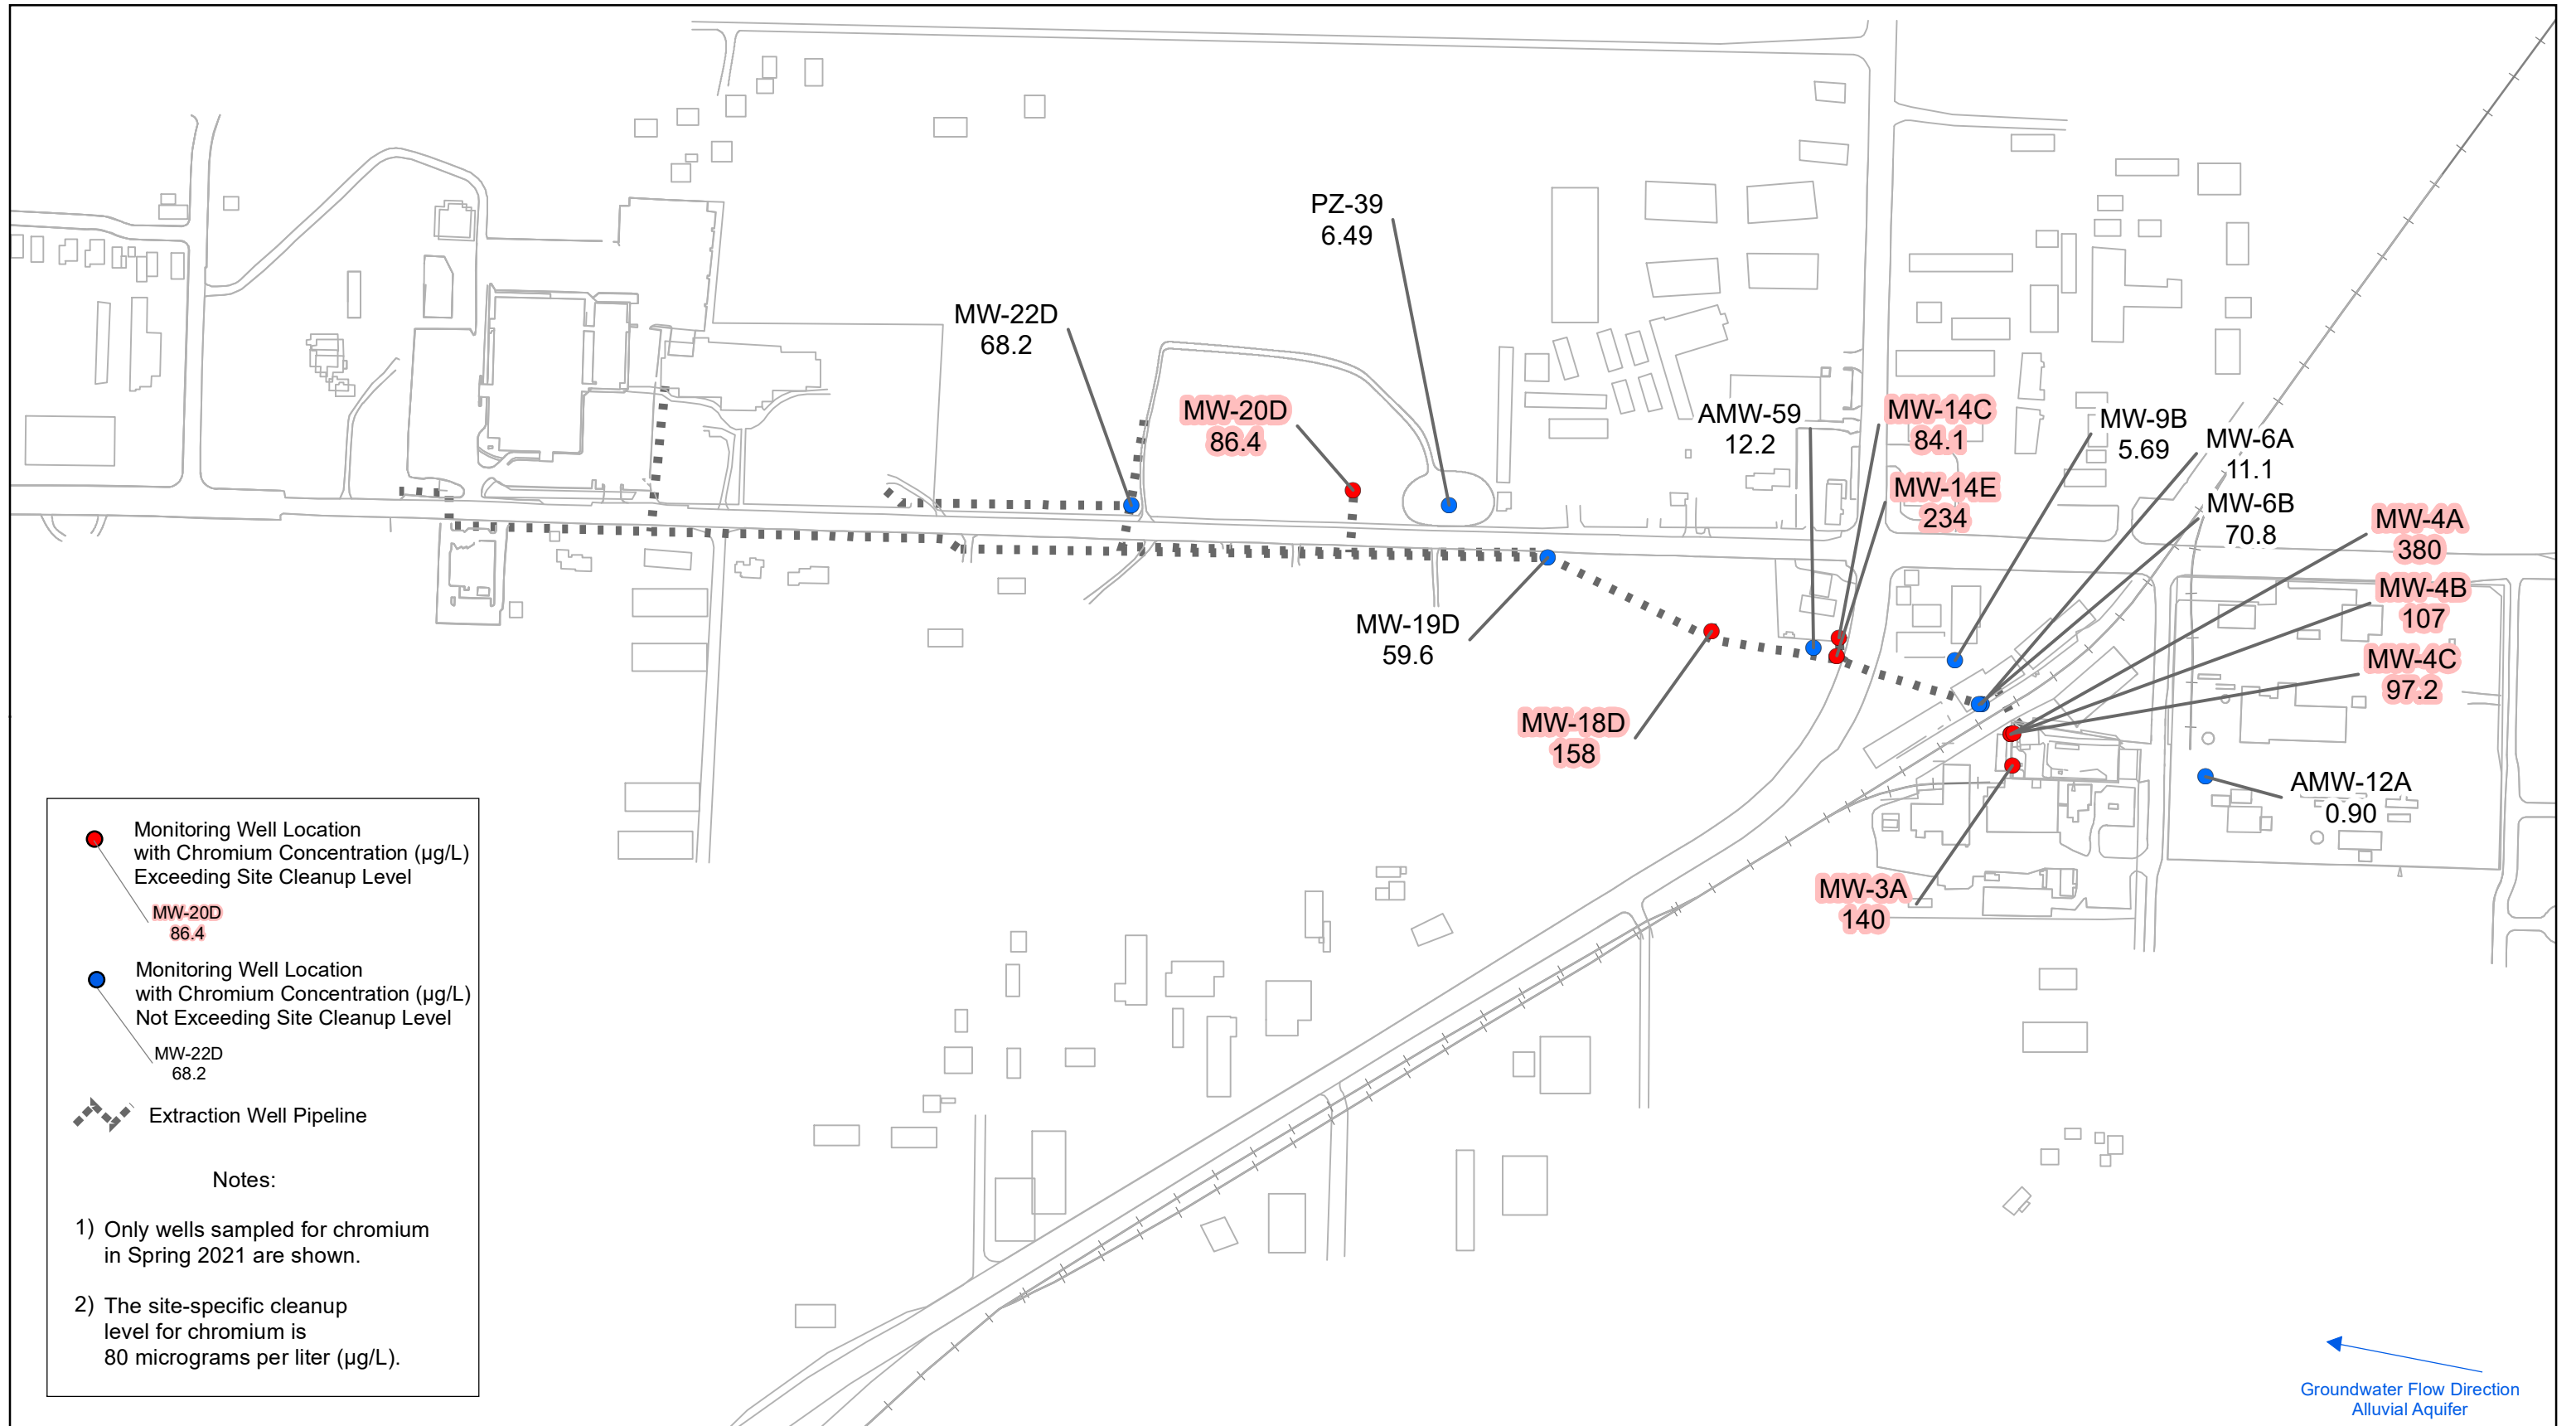 PZ-39
6.49
MW-22D
68.2
MW-20D
86.4
AMW-59
12.2
MW-14C
84.1
MW-14E
234
MW-9B
5.69
MW-6A
11.1
MW-6B
70.8
MW-4A
380
MW-4B
107
MW-4C
97.2
MW-19D
59.6
MW-18D
158
AMW-12A
0.90
MW-3A
140
Monitoring Well Location
with Chromium Concentration (µg/L)
Exceeding Site Cleanup Level
MW-20D
86.4
Monitoring Well Location
with Chromium Concentration (µg/L)
Not Exceeding Site Cleanup Level
MW-22D
68.2
Extraction Well Pipeline
Notes:
1) Only wells sampled for chromium
in Spring 2021 are shown.
2) The site-specific cleanup
level for chromium is
80 micrograms per liter (µg/L).
Groundwater Flow Direction
Alluvial Aquifer